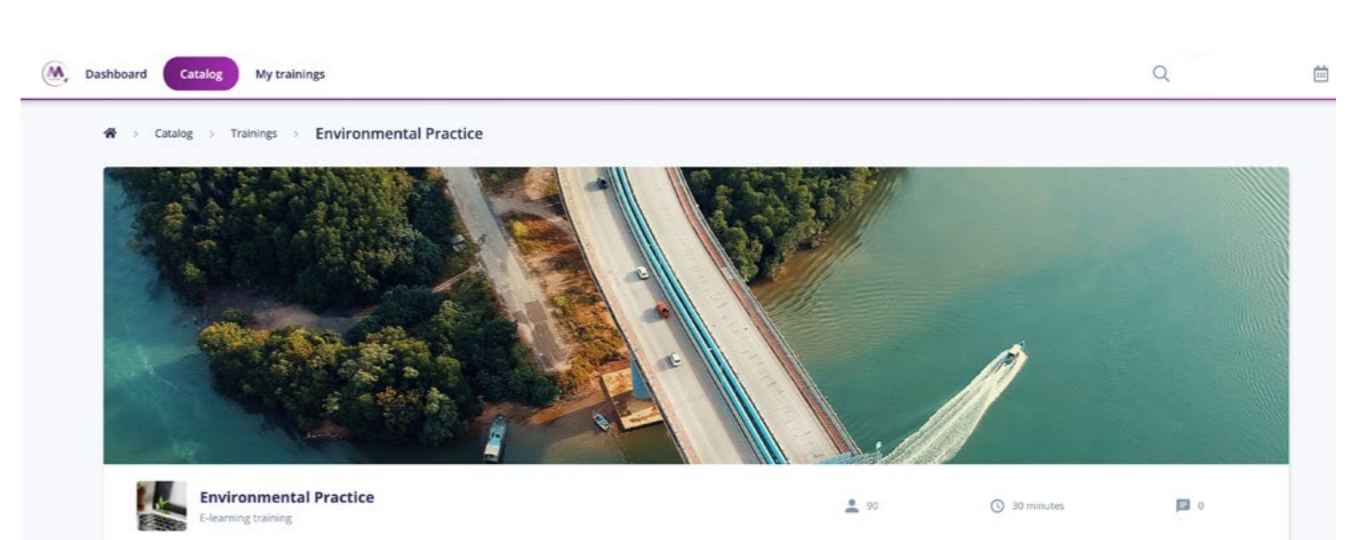 M Dashboard Catalog My trainings
Catalog > Trainings > Environmental Practice
Environmental Practice
E-learning training
90 30 minutes 0